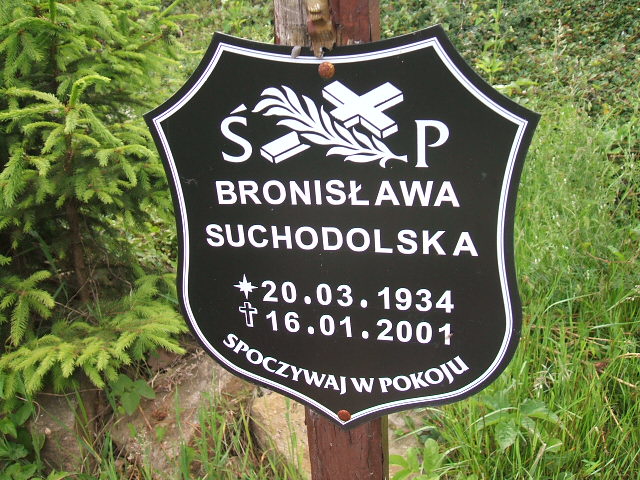 Ś P
BRONISŁAWA
SUCHODOLSKA
20.03.1934
16.01.2001
SPOCZYWAJ W POKOJU